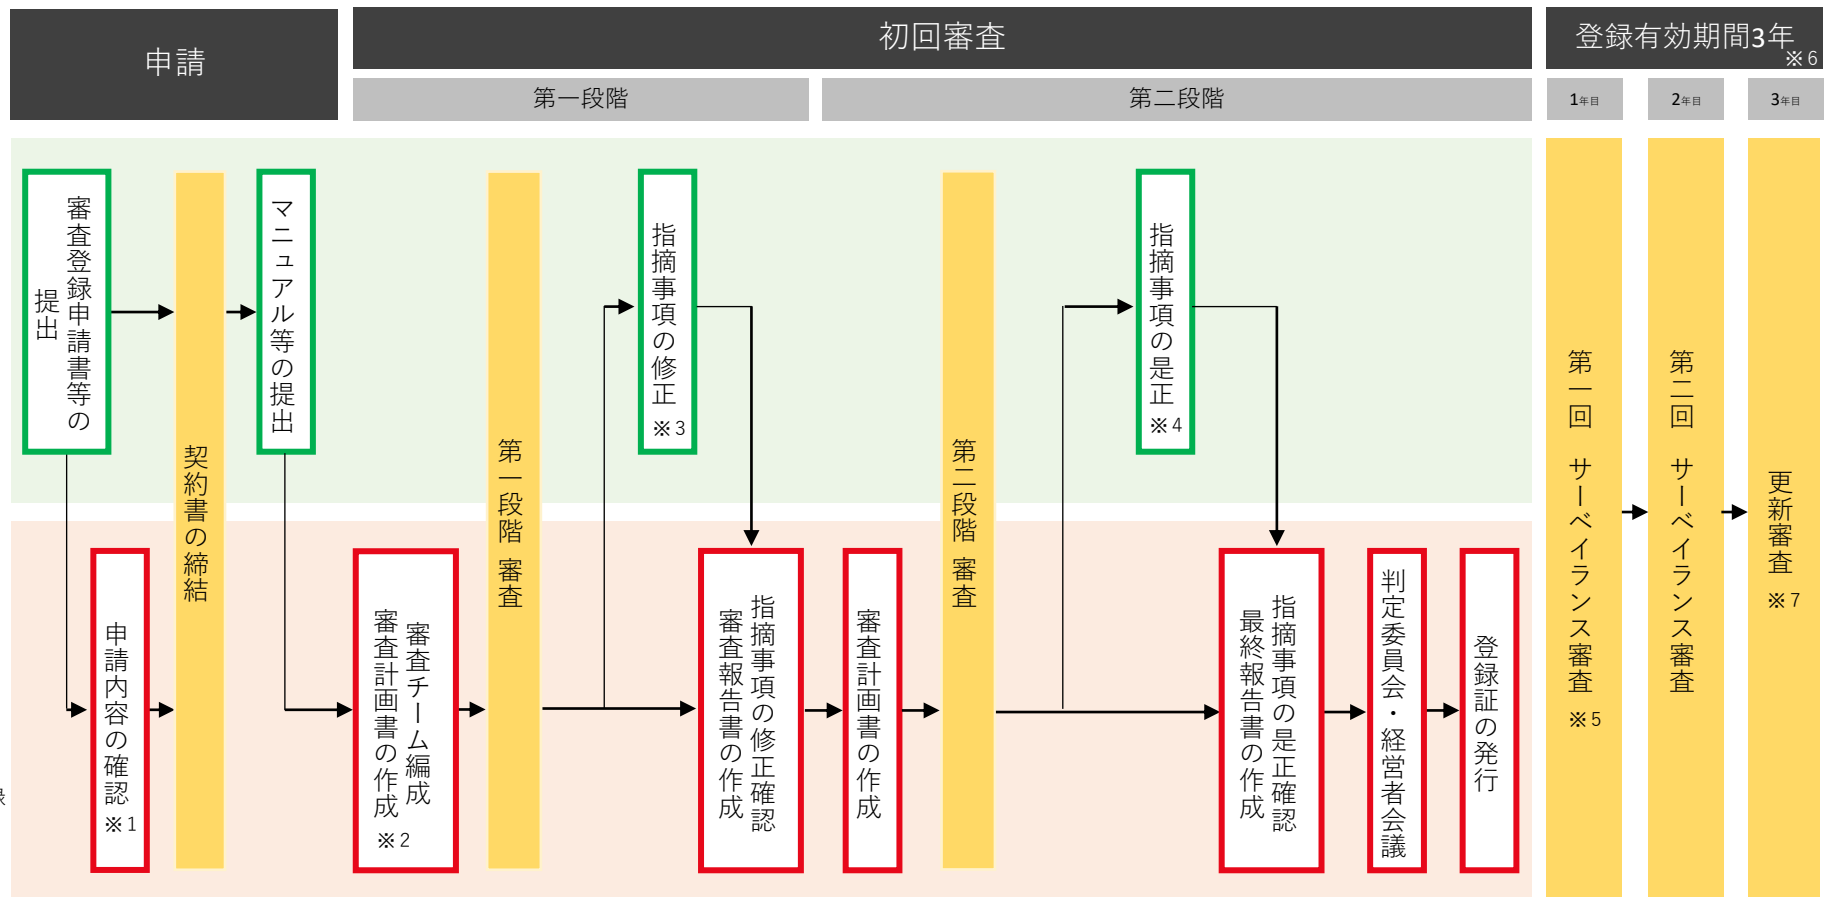 申請
初回審査
登録有効期間3年
※6
第一段階
第二段階
1年目
2年目
3年目
審査登録申請書等の
提出
契約書の締結
マニュアル等の提出
申請内容の確認
※1
審査チーム編成
審査計画書の作成
※2
第一段階 審査
指摘事項の修正
※3
指摘事項の修正確認
審査報告書の作成
審査計画書の作成
第二段階 審査
指摘事項の是正
※4
指摘事項の是正確認
最終報告書の作成
判定委員会・経営者会議
登録証の発行
第一回 サーベイランス審査
※5
第二回 サーベイランス審査
更新審査
※7